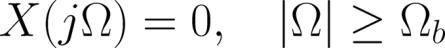 X(jΩ) = 0, |Ω| ≥ Ω_b